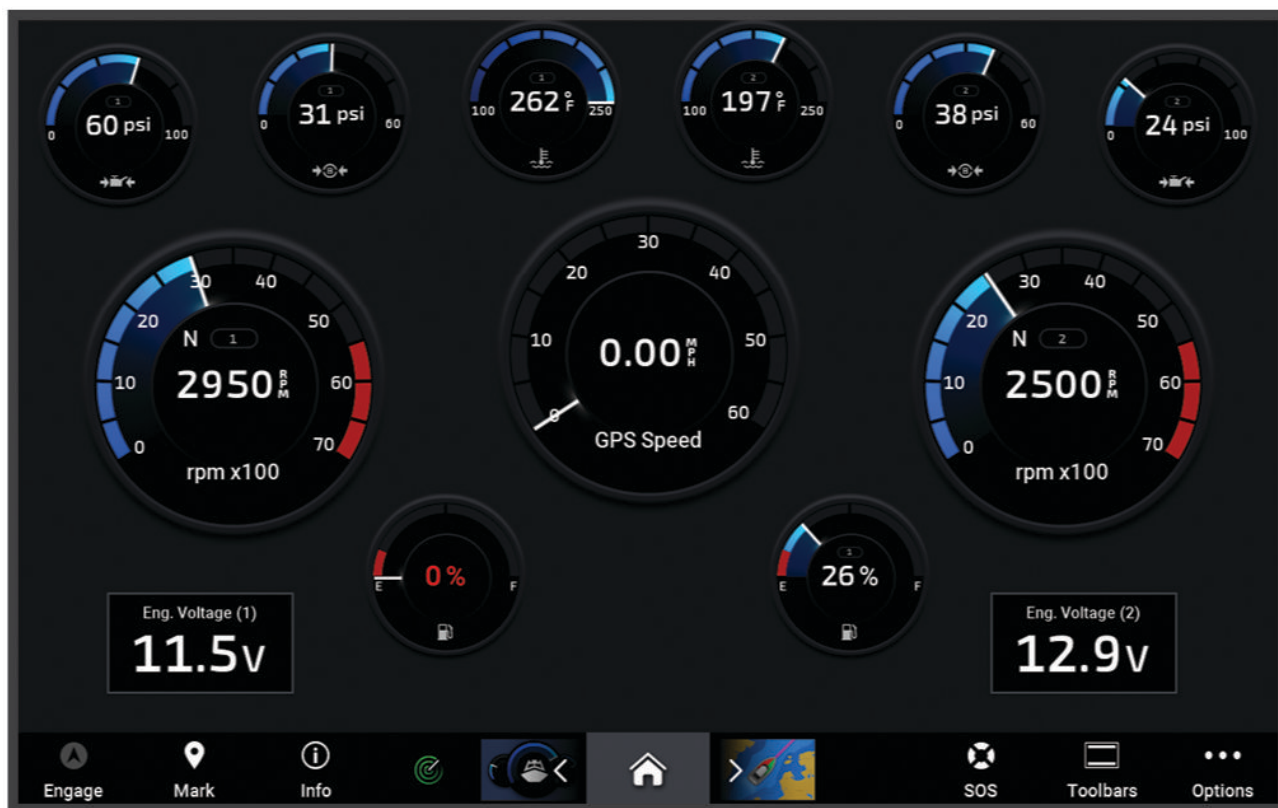 1
60 psi
0
100
1
31 psi
0
60
1
262 °F
100
250
2
197 °F
100
250
2
38 psi
0
60
2
24 psi
0
100
30
20
40
10
50
0
60
0.00 MPH
GPS Speed
30
40
20
50
10
60
0
70
N
1
2950 RPM
rpm x100
30
40
20
50
10
60
0
70
N
2
2500 RPM
rpm x100
0 %
E
F
1
26 %
E
F
Eng. Voltage (1)
11.5 V
Eng. Voltage (2)
12.9 V
Engage
Mark
Info
SOS
Toolbars
Options